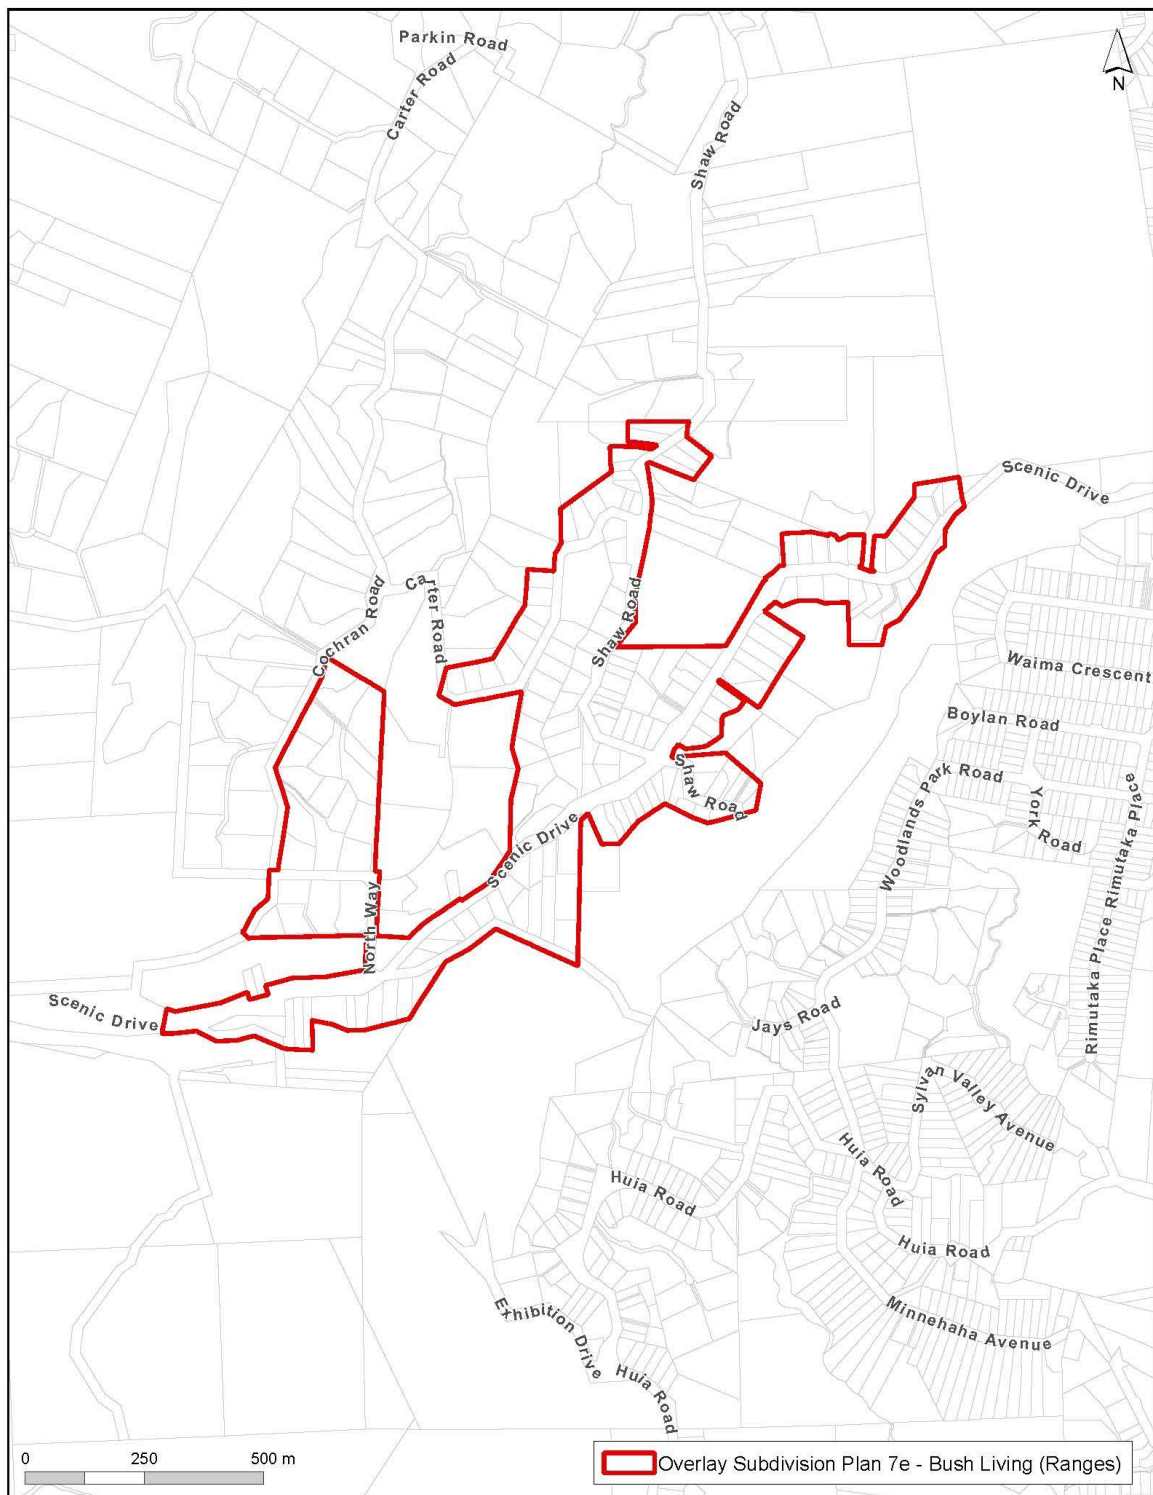 Parkin Road
Carter Road
Shaw Road
N
Scenic Drive
Carter Road
Cochran Road
Shaw Road
Waima Crescent
Boylan Road
Woodlands Park Road
York Road
Rimutaka Place
Rimutaka Place
Shaw Road
Scenic Drive
North Way
Scenic Drive
Jays Road
Sylvan Valley Avenue
Huia Road
Huia Road
Huia Road
Minnehaha Avenue
Exhibition Drive
Huia Road
0 250 500 m
Overlay Subdivision Plan 7e - Bush Living (Ranges)